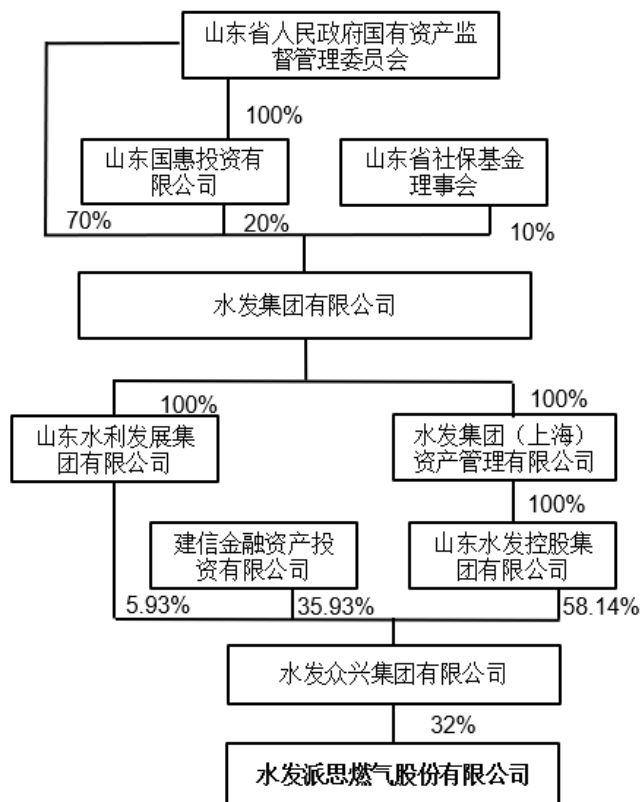 山东省人民政府国有资产监
督管理委员会
100%
山东国惠投资有
限公司
山东省社保基金
理事会
70%
20%
10%
水发集团有限公司
100%
100%
山东水利发展集
团有限公司
水发集团（上海）
资产管理有限公司
100%
建信金融资产投
资有限公司
山东水发控股集
团有限公司
5.93%
35.93%
58.14%
水发众兴集团有限公司
32%
水发派思燃气股份有限公司